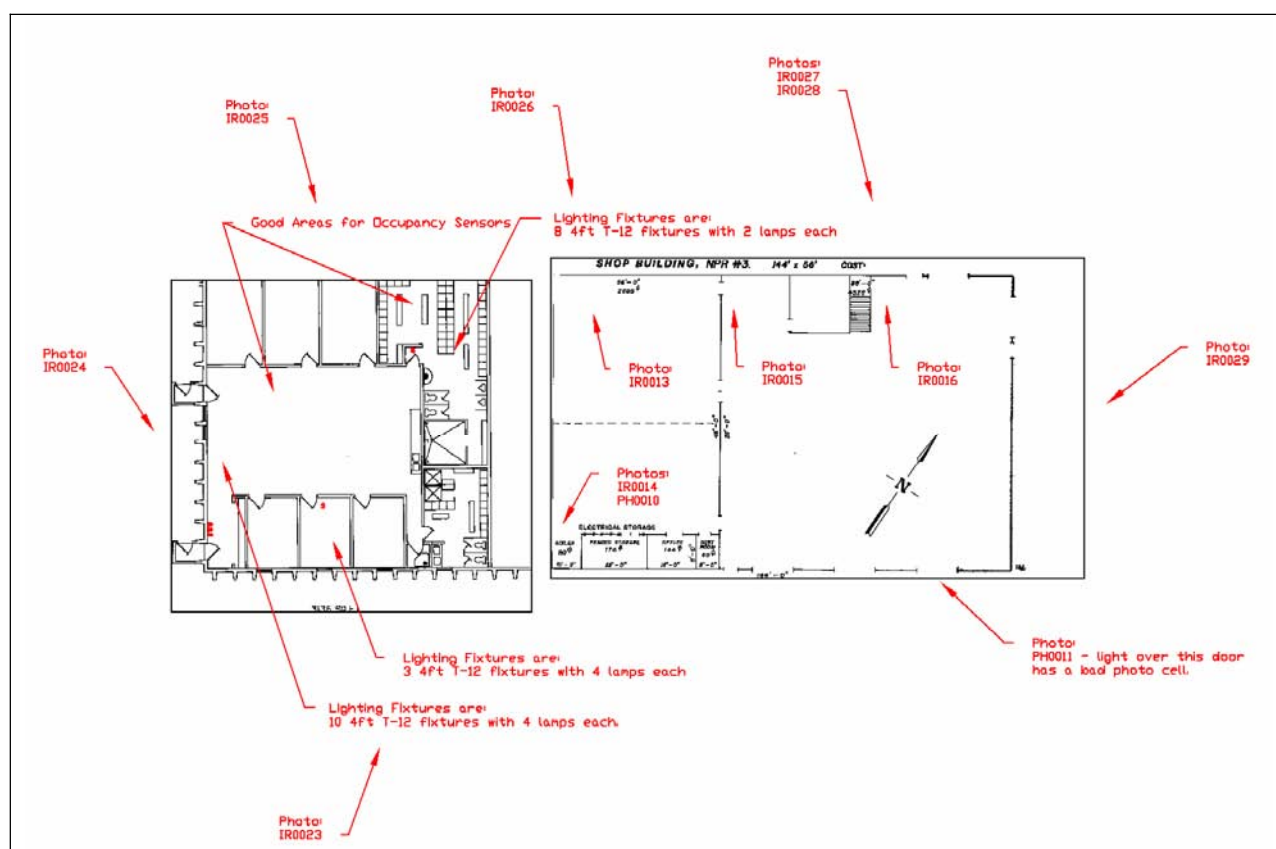 Photos:
IR0027
IR0028
Photo:
IR0026
Photo:
IR0025
Good Areas for Occupancy Sensors
Lighting Fixtures are:
8 4ft T-12 fixtures with 2 lamps each
SHOP BUILDING, NPR #3. 144' x 56' COST:
Photo:
IR0024
Photo:
IR0013
Photo:
IR0015
Photo:
IR0016
Photo:
IR0029
N
Photos:
IR0014
PH0010
ELECTRICAL STORAGE
Photo:
PH0011 - light over this door
has a bad photo cell.
Lighting Fixtures are:
3 4ft T-12 fixtures with 4 lamps each
Lighting Fixtures are:
10 4ft T-12 fixtures with 4 lamps each.
Photo:
IR0023